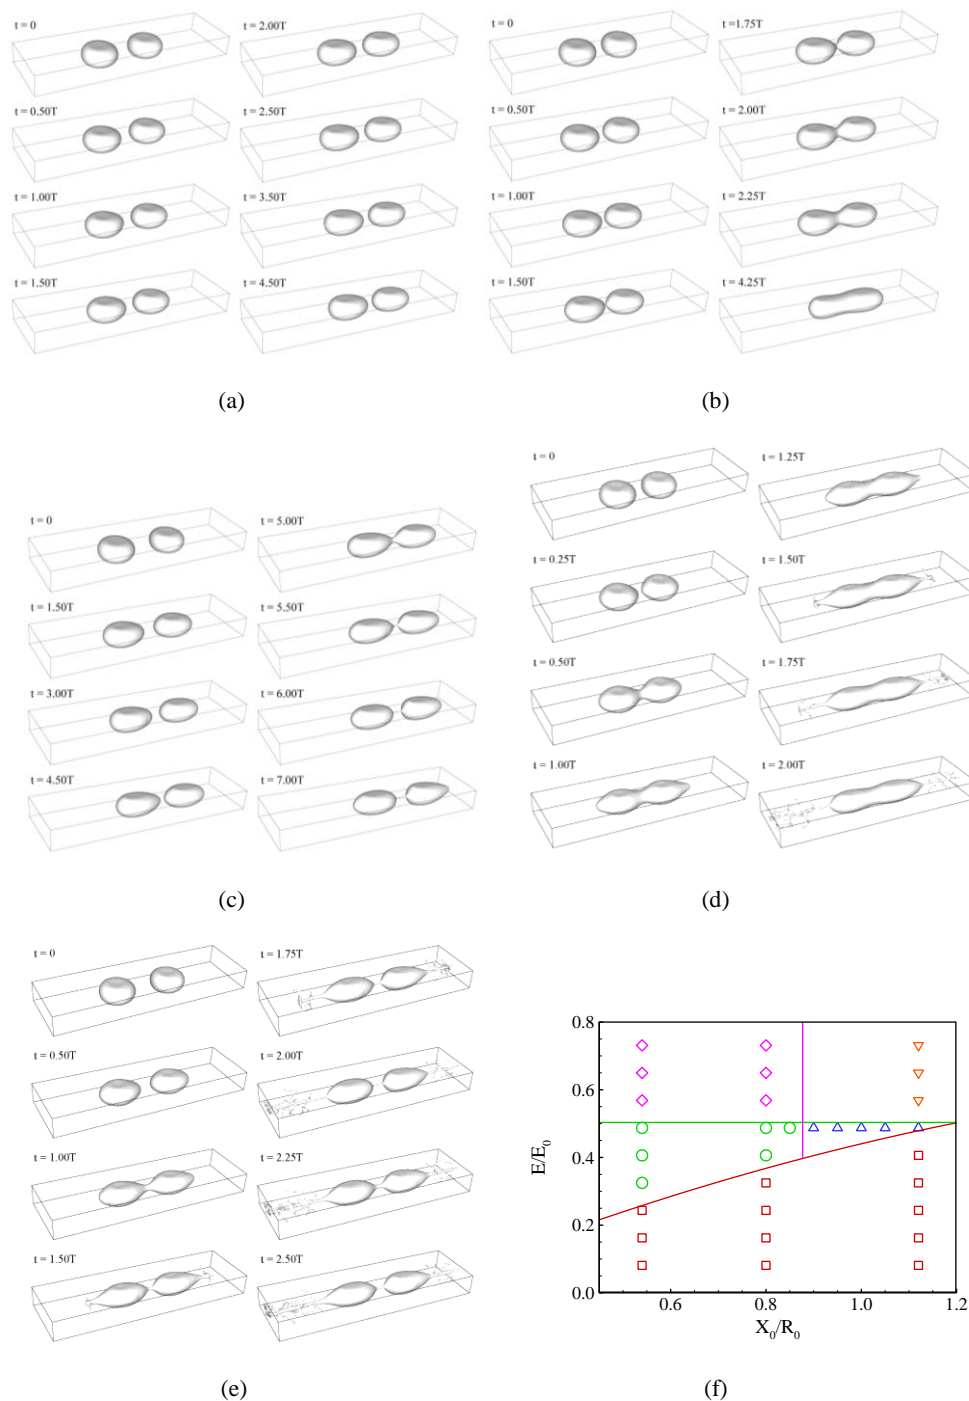 t = 0
t = 2.00T
t = 0.50T
t = 2.50T
t = 1.00T
t = 3.50T
t = 1.50T
t = 4.50T
(a)
t = 0
t =1.75T
t = 0.50T
t = 2.00T
t = 1.00T
t = 2.25T
t = 1.50T
t = 4.25T
(b)
t = 0
t = 5.00T
t = 1.50T
t = 5.50T
t = 3.00T
t = 6.00T
t = 4.50T
t = 7.00T
(c)
t = 0
t = 1.25T
t = 0.25T
t = 1.50T
t = 0.50T
t = 1.75T
t = 1.00T
t = 2.00T
(d)
t = 0
t = 1.75T
t = 0.50T
t = 2.00T
t = 1.00T
t = 2.25T
t = 1.50T
t = 2.50T
(e)
0.8
0.6
0.4
0.2
0.0
E/E0
0.6 0.8 1.0 1.2
X0/R0
(f)